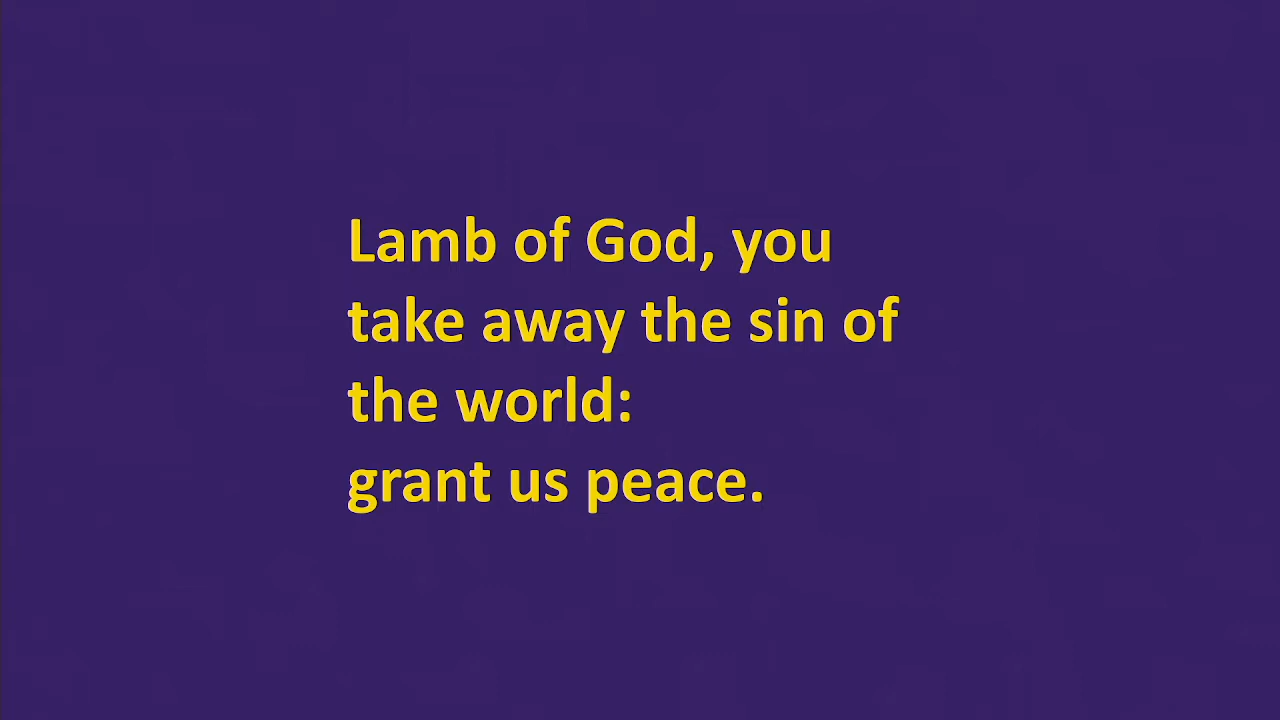 Lamb of God, you
take away the sin of
the world:
grant us peace.